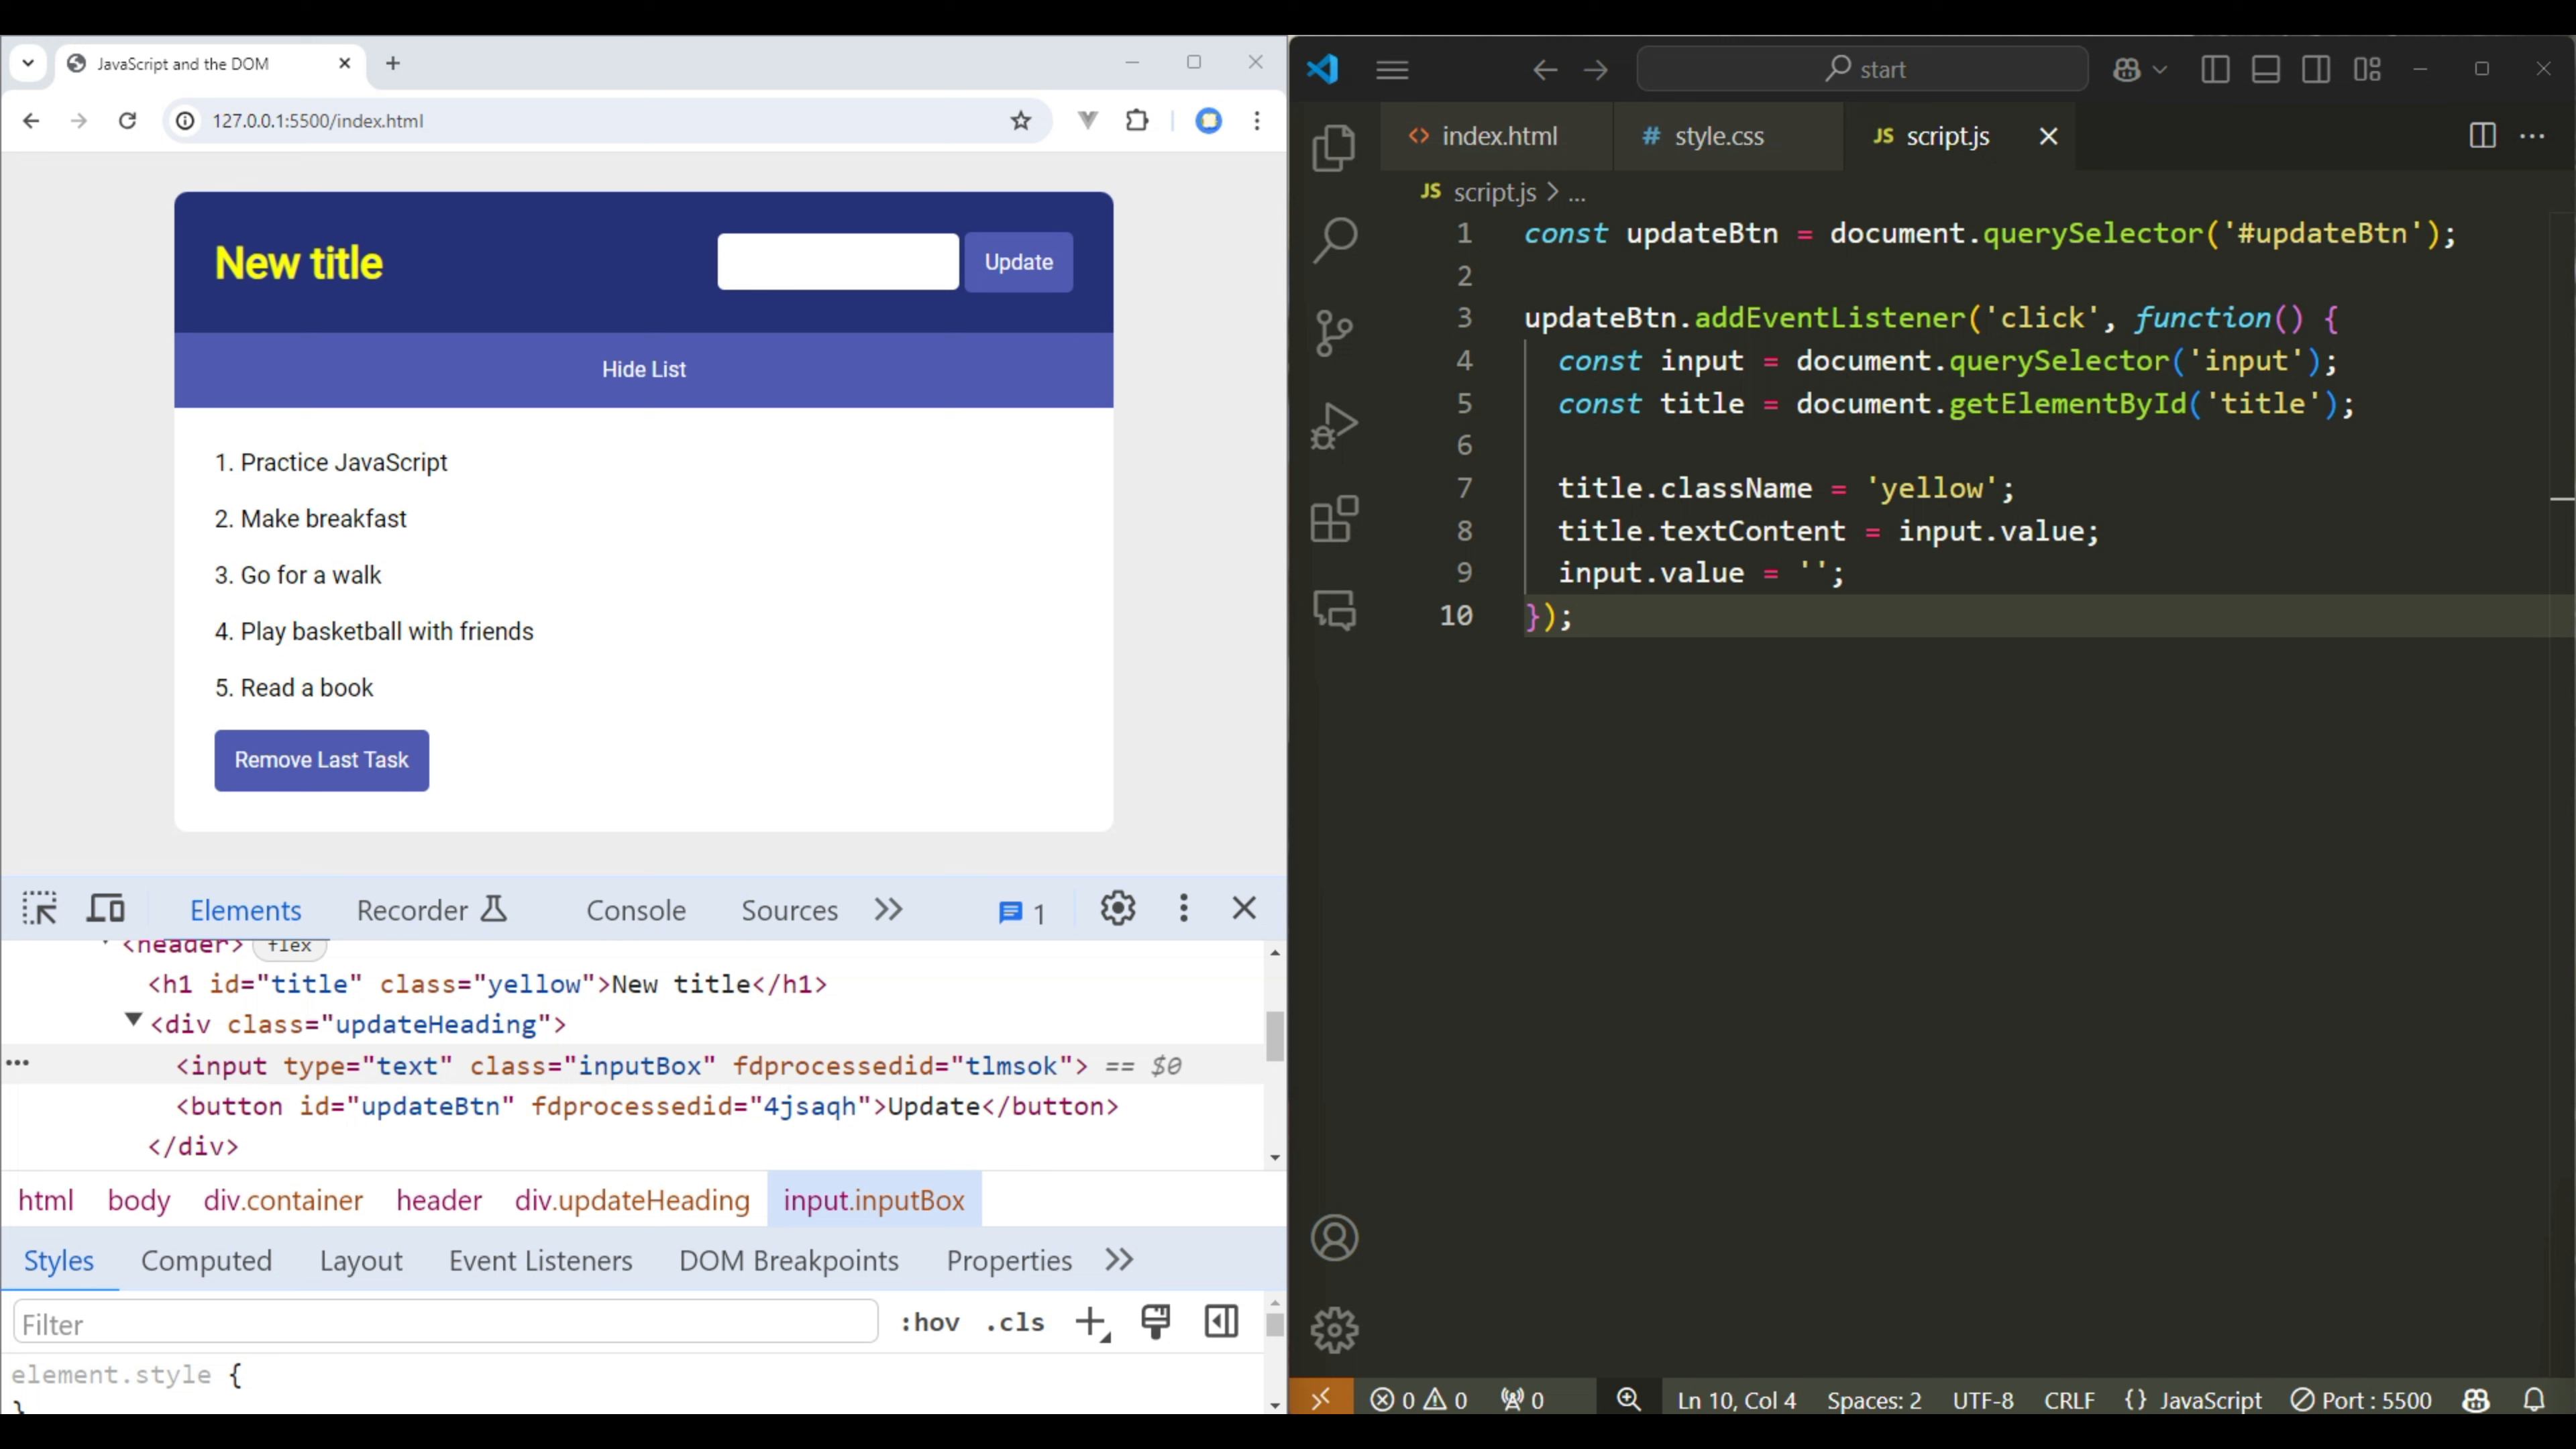 JavaScript and the DOM
127.0.0.1:5500/index.html
New title
Update
Hide List
1. Practice JavaScript
2. Make breakfast
3. Go for a walk
4. Play basketball with friends
5. Read a book
Remove Last Task
Elements Recorder Console Sources 1
<header> flex
<h1 id="title" class="yellow">New title</h1>
<div class="updateHeading">
<input type="text" class="inputBox" fdprocessedid="tlmsok"> == $0
<button id="updateBtn" fdprocessedid="4jsaqh">Update</button>
</div>
html body div.container header div.updateHeading input.inputBox
Styles Computed Layout Event Listeners DOM Breakpoints Properties
Filter :hov .cls
element.style {
}
start
index.html # style.css JS script.js
JS script.js > ...
1 const updateBtn = document.querySelector('#updateBtn');
2
3 updateBtn.addEventListener('click', function() {
4 const input = document.querySelector('input');
5 const title = document.getElementById('title');
6
7 title.className = 'yellow';
8 title.textContent = input.value;
9 input.value = '';
10 });
0 0 0 Ln 10, Col 4 Spaces: 2 UTF-8 CRLF {} JavaScript Port : 5500